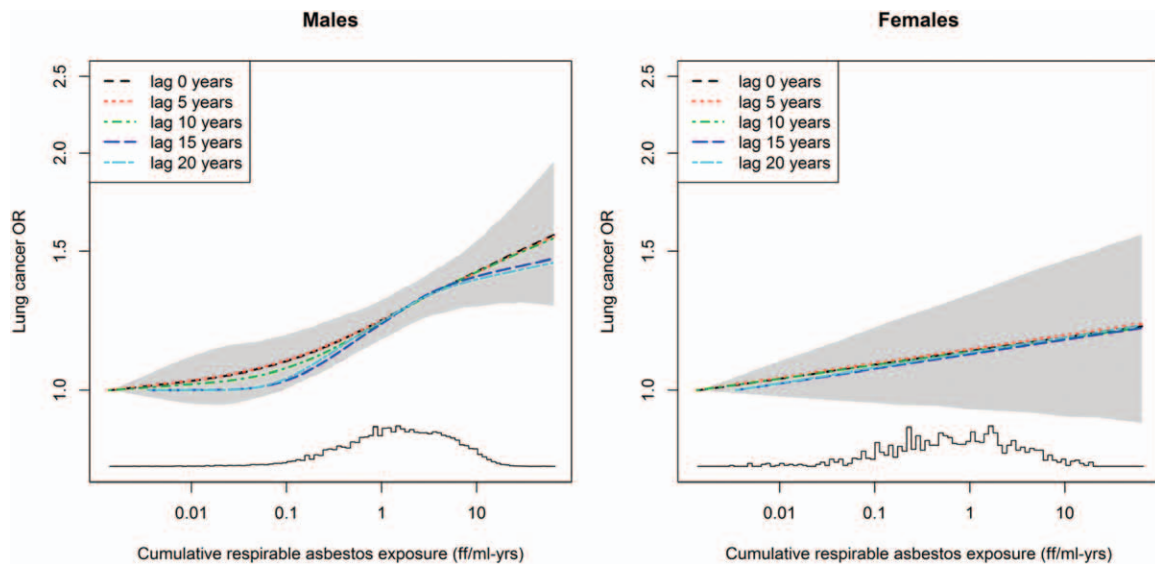 Males
2.5
2.0
1.5
1.0
lag 0 years
lag 5 years
lag 10 years
lag 15 years
lag 20 years
Lung cancer OR
0.01 0.1 1 10
Cumulative respirable asbestos exposure (ff/ml-yrs)
Females
2.5
2.0
1.5
1.0
lag 0 years
lag 5 years
lag 10 years
lag 15 years
lag 20 years
Lung cancer OR
0.01 0.1 1 10
Cumulative respirable asbestos exposure (ff/ml-yrs)